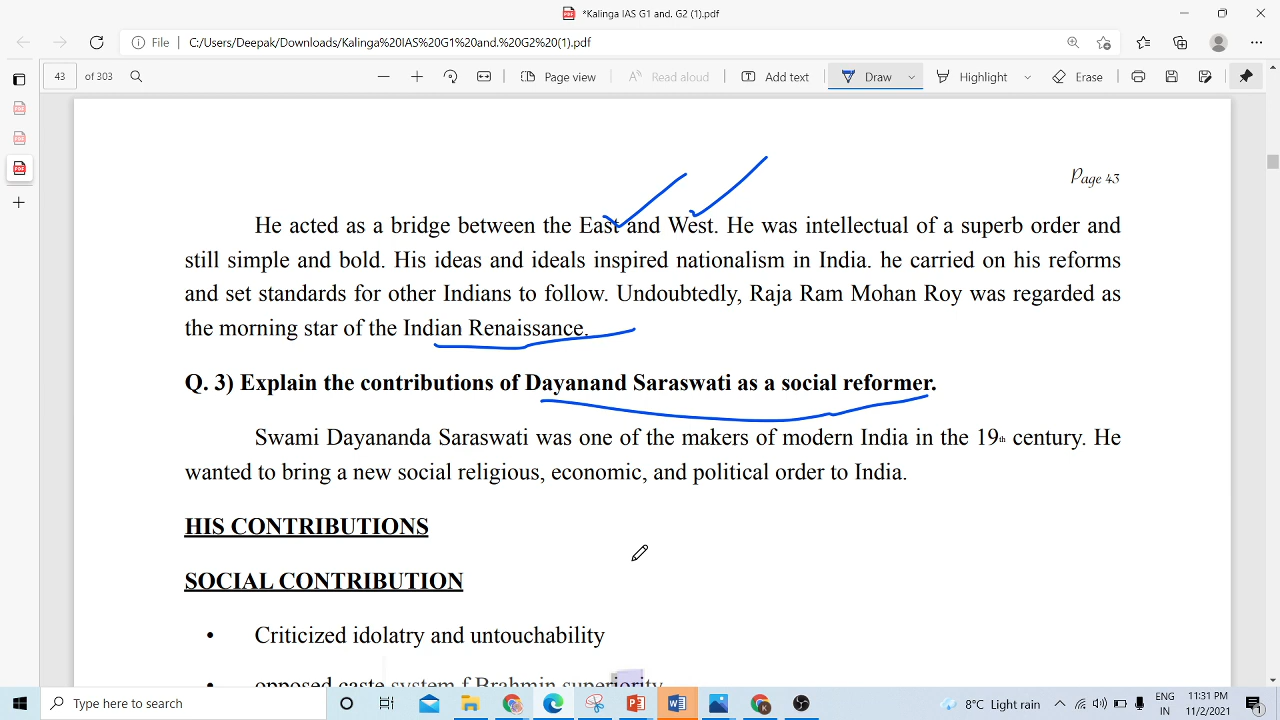 *Kalinga IAS G1 and. G2 (1).pdf
File
C:/Users/Deepak/Downloads/Kalinga%20IAS%20G1%20and.%20G2%20(1).pdf
43 of 303
Page view
Read aloud
Add text
Draw
Highlight
Erase
Page 43
He acted as a bridge between the East and West. He was intellectual of a superb order and
still simple and bold. His ideas and ideals inspired nationalism in India. he carried on his reforms
and set standards for other Indians to follow. Undoubtedly, Raja Ram Mohan Roy was regarded as
the morning star of the Indian Renaissance.
Q. 3) Explain the contributions of Dayanand Saraswati as a social reformer.
Swami Dayananda Saraswati was one of the makers of modern India in the 19th century. He
wanted to bring a new social religious, economic, and political order to India.
HIS CONTRIBUTIONS
SOCIAL CONTRIBUTION
• Criticized idolatry and untouchability
• opposed caste system f Brahmin superiority
Type here to search
8°C Light rain
ENG
IN
11:31 PM
11/2/2021